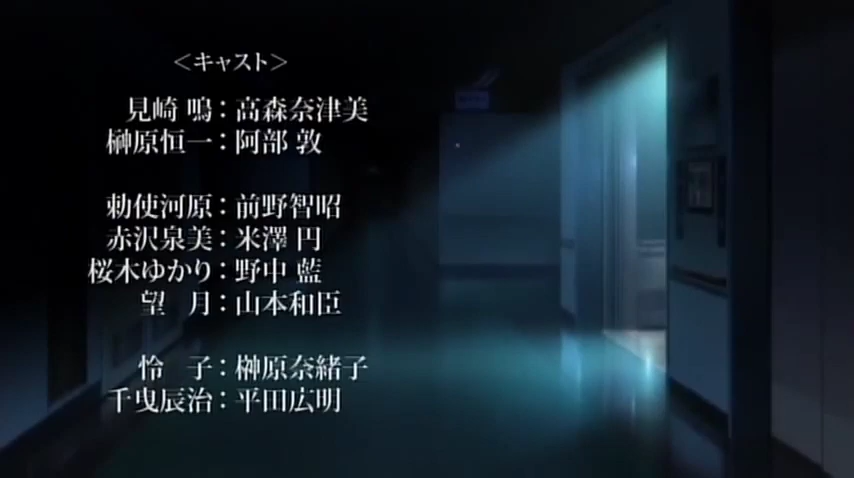 ＜キャスト＞
見崎 鳴：高森奈津美
榊原恒一：阿部 敦
勅使河原：前野智昭
赤沢泉美：米澤 円
桜木ゆかり：野中 藍
望　月：山本和臣
怜　子：榊原奈緒子
千曳辰治：平田広明